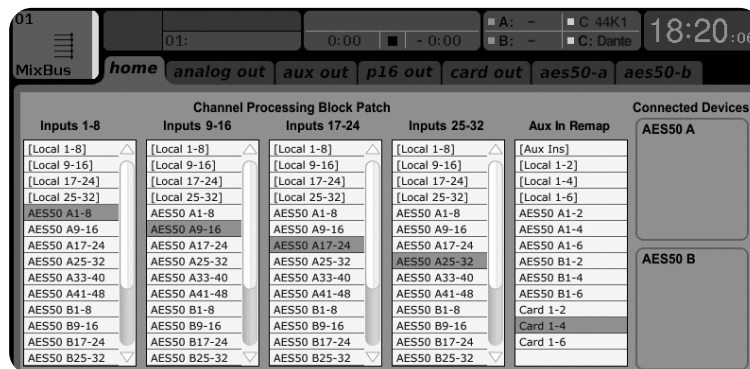 01
01:
0:00 - 0:00
A: - C 44K1
B: - C: Dante
18:20:06
MixBus
home analog out aux out p16 out card out aes50-a aes50-b
Channel Processing Block Patch Connected Devices
Inputs 1-8 Inputs 9-16 Inputs 17-24 Inputs 25-32 Aux In Remap AES50 A
[Local 1-8] [Local 1-8] [Local 1-8] [Local 1-8] [Aux Ins]
[Local 9-16] [Local 9-16] [Local 9-16] [Local 9-16] [Local 1-2]
[Local 17-24] [Local 17-24] [Local 17-24] [Local 17-24] [Local 1-4]
[Local 25-32] [Local 25-32] [Local 25-32] [Local 25-32] [Local 1-6]
AES50 A1-8 AES50 A1-8 AES50 A1-8 AES50 A1-8 AES50 A1-2
AES50 A9-16 AES50 A9-16 AES50 A9-16 AES50 A9-16 AES50 A1-4
AES50 A17-24 AES50 A17-24 AES50 A17-24 AES50 A17-24 AES50 A1-6
AES50 A25-32 AES50 A25-32 AES50 A25-32 AES50 A25-32 AES50 B1-2 AES50 B
AES50 A33-40 AES50 A33-40 AES50 A33-40 AES50 A33-40 AES50 B1-4
AES50 A41-48 AES50 A41-48 AES50 A41-48 AES50 A41-48 AES50 B1-6
AES50 B1-8 AES50 B1-8 AES50 B1-8 AES50 B1-8 Card 1-2
AES50 B9-16 AES50 B9-16 AES50 B9-16 AES50 B9-16 Card 1-4
AES50 B17-24 AES50 B17-24 AES50 B17-24 AES50 B17-24 Card 1-6
AES50 B25-32 AES50 B25-32 AES50 B25-32 AES50 B25-32